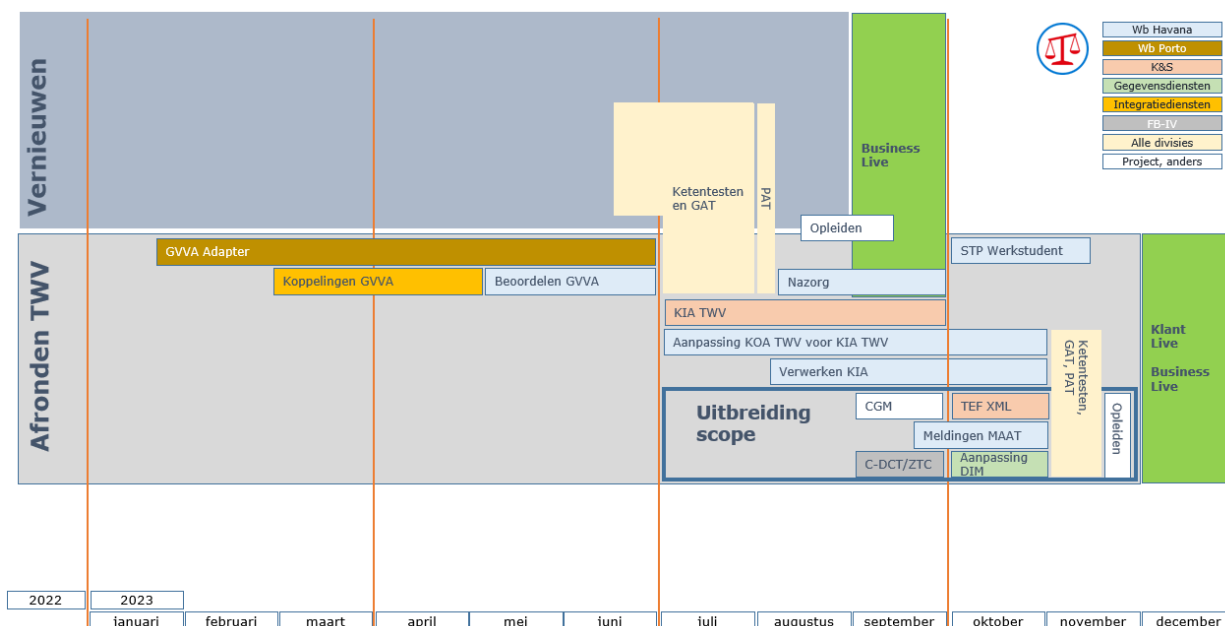 Vernieuwen
Wb Havana
Wb Porto
K&S
Gegevensdiensten
Integratiediensten
FB-IV
Alle divisies
Project, anders
Business
Live
Ketentesten
en GAT
PAT
Opleiden
Afronden TWV
GVVA Adapter
STP Werkstudent
Koppelingen GVVA
Beoordelen GVVA
Nazorg
KIA TWV
Aanpassing KOA TWV voor KIA TWV
Verwerken KIA
Ketentesten,
GAT, PAT
Klant
Live
Business
Live
Uitbreiding
scope
CGM
TEF XML
Opleiden
Meldingen MAAT
C-DCT/ZTC
Aanpassing
DIM
2022
2023
januari
februari
maart
april
mei
juni
juli
augustus
september
oktober
november
december